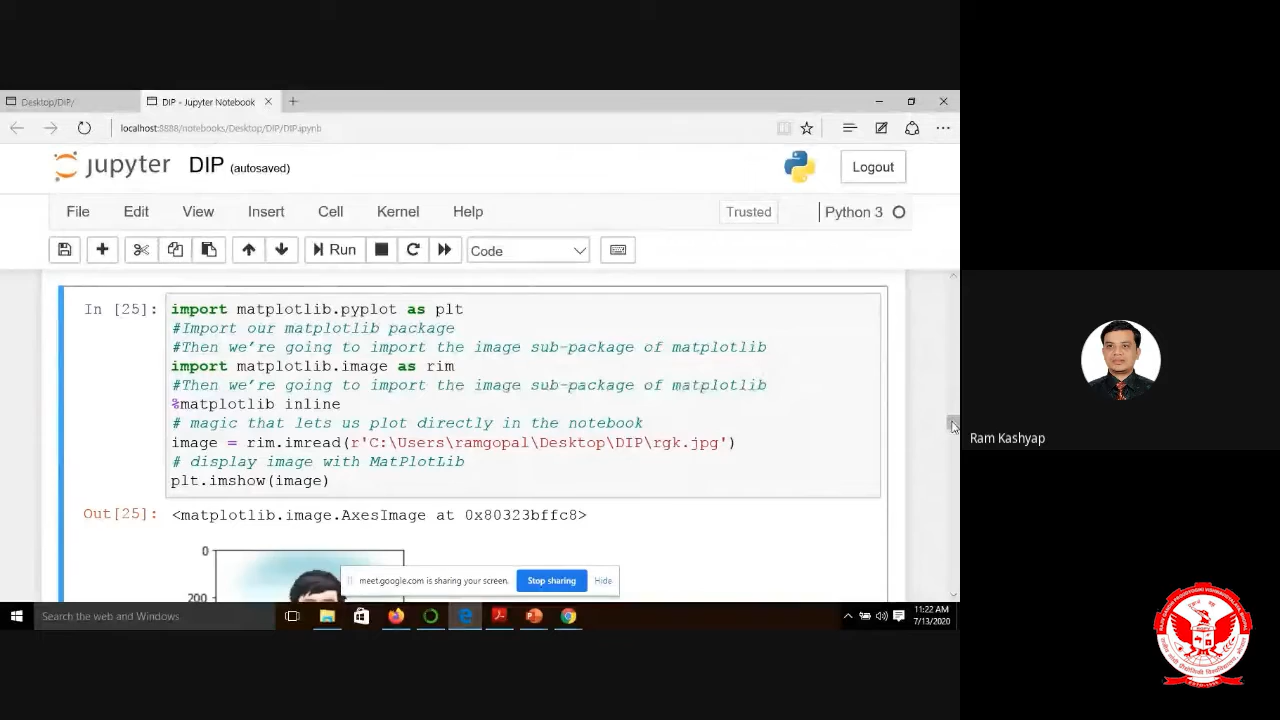 Desktop/DIP/
DIP - Jupyter Notebook
localhost:8888/notebooks/Desktop/DIP/DIP.ipynb
jupyter DIP (autosaved)
Logout
File Edit View Insert Cell Kernel Help
Trusted
Python 3
Run
Code
In [25]:
import matplotlib.pyplot as plt
#Import our matplotlib package
#Then we're going to import the image sub-package of matplotlib
import matplotlib.image as rim
#Then we're going to import the image sub-package of matplotlib
%matplotlib inline
# magic that lets us plot directly in the notebook
image = rim.imread(r'C:\Users\ramgopal\Desktop\DIP\rgk.jpg')
# display image with MatPlotLib
plt.imshow(image)
Out[25]: <matplotlib.image.AxesImage at 0x80323bffc8>
0
200
meet.google.com is sharing your screen.
Stop sharing
Hide
Search the web and Windows
11:22 AM
7/13/2020
Ram Kashyap